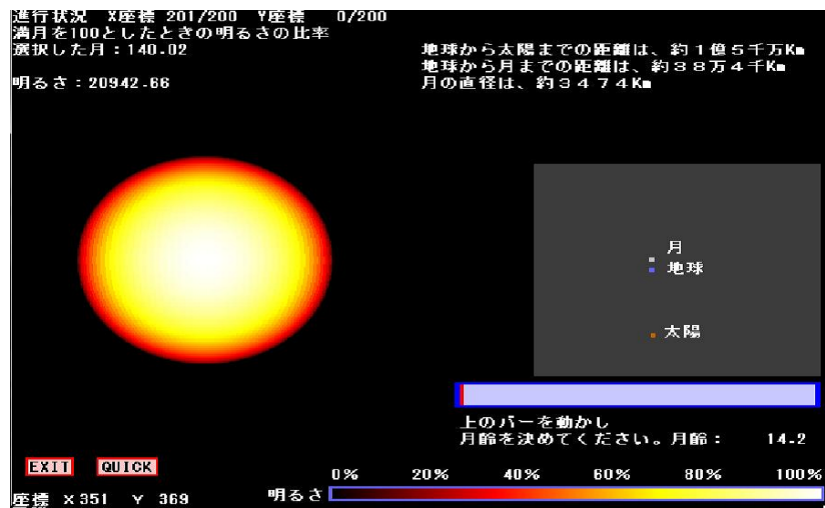 進行状況 X座標 201/200 Y座標 0/200
満月を100としたときの明るさの比率
選択した月:140.02
地球から太陽までの距離は、約1億5千万Km
地球から月までの距離は、約38万4千Km
明るさ:20942.66
月の直径は、約3474Km
月
地球
太陽
上のバーを動かし
月齢を決めてください。月齢: 14.2
EXIT QUICK
0% 20% 40% 60% 80% 100%
明るさ
座標 X 351 Y 369